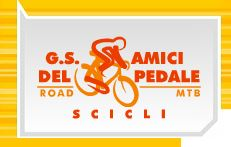 G.S. AMICI
DEL PEDALE
ROAD MTB
SCICLI